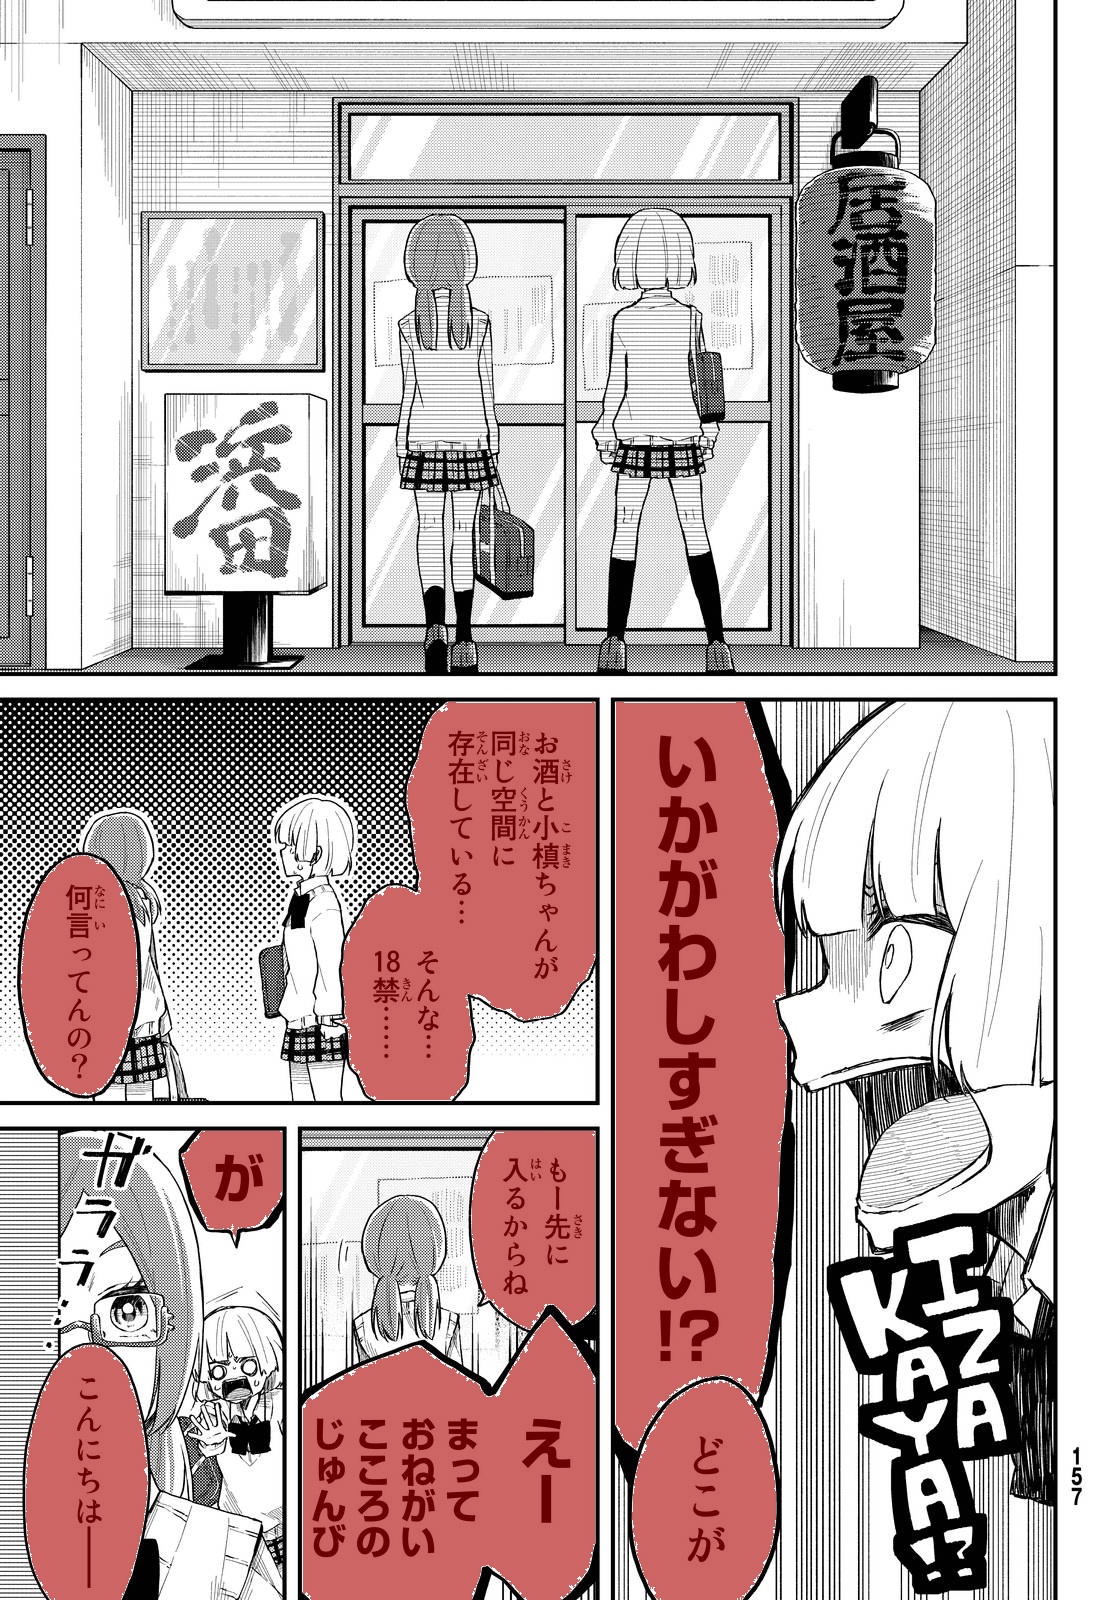 居酒屋
浜田
IZA
KAYA!?
いかがわしすぎない!?
どこが
お酒と小槙ちゃんが
同じ空間に
存在している…
そんな…
18禁……
何言ってんの?
もー先に
入るからね
えー
まって
おねがい
こころの
じゅんび
が
ガララ…
こんにちは──
157